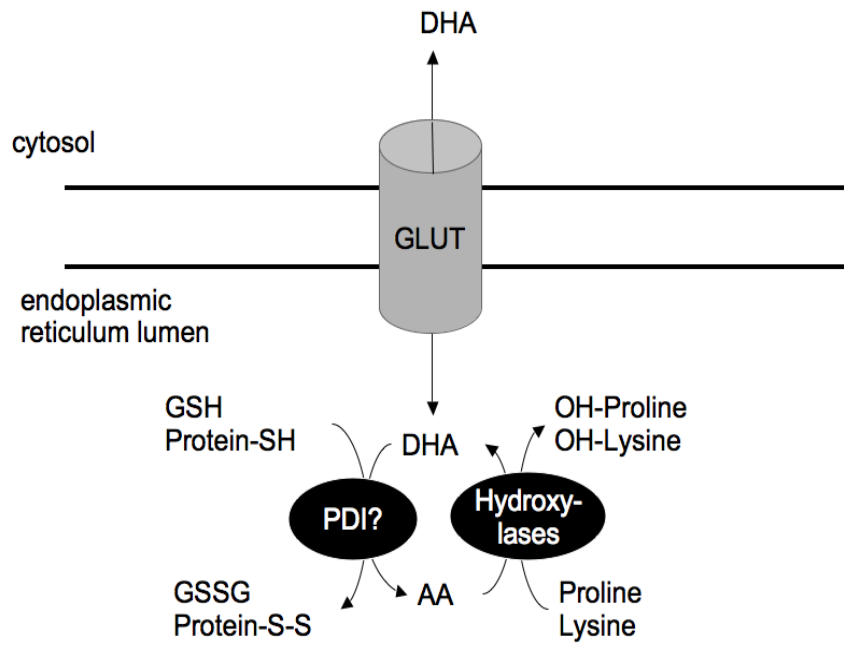 DHA
cytosol
GLUT
endoplasmic
reticulum lumen
GSH
Protein-SH
DHA
OH-Proline
OH-Lysine
PDI?
Hydroxy-
lases
GSSG
Protein-S-S
AA
Proline
Lysine